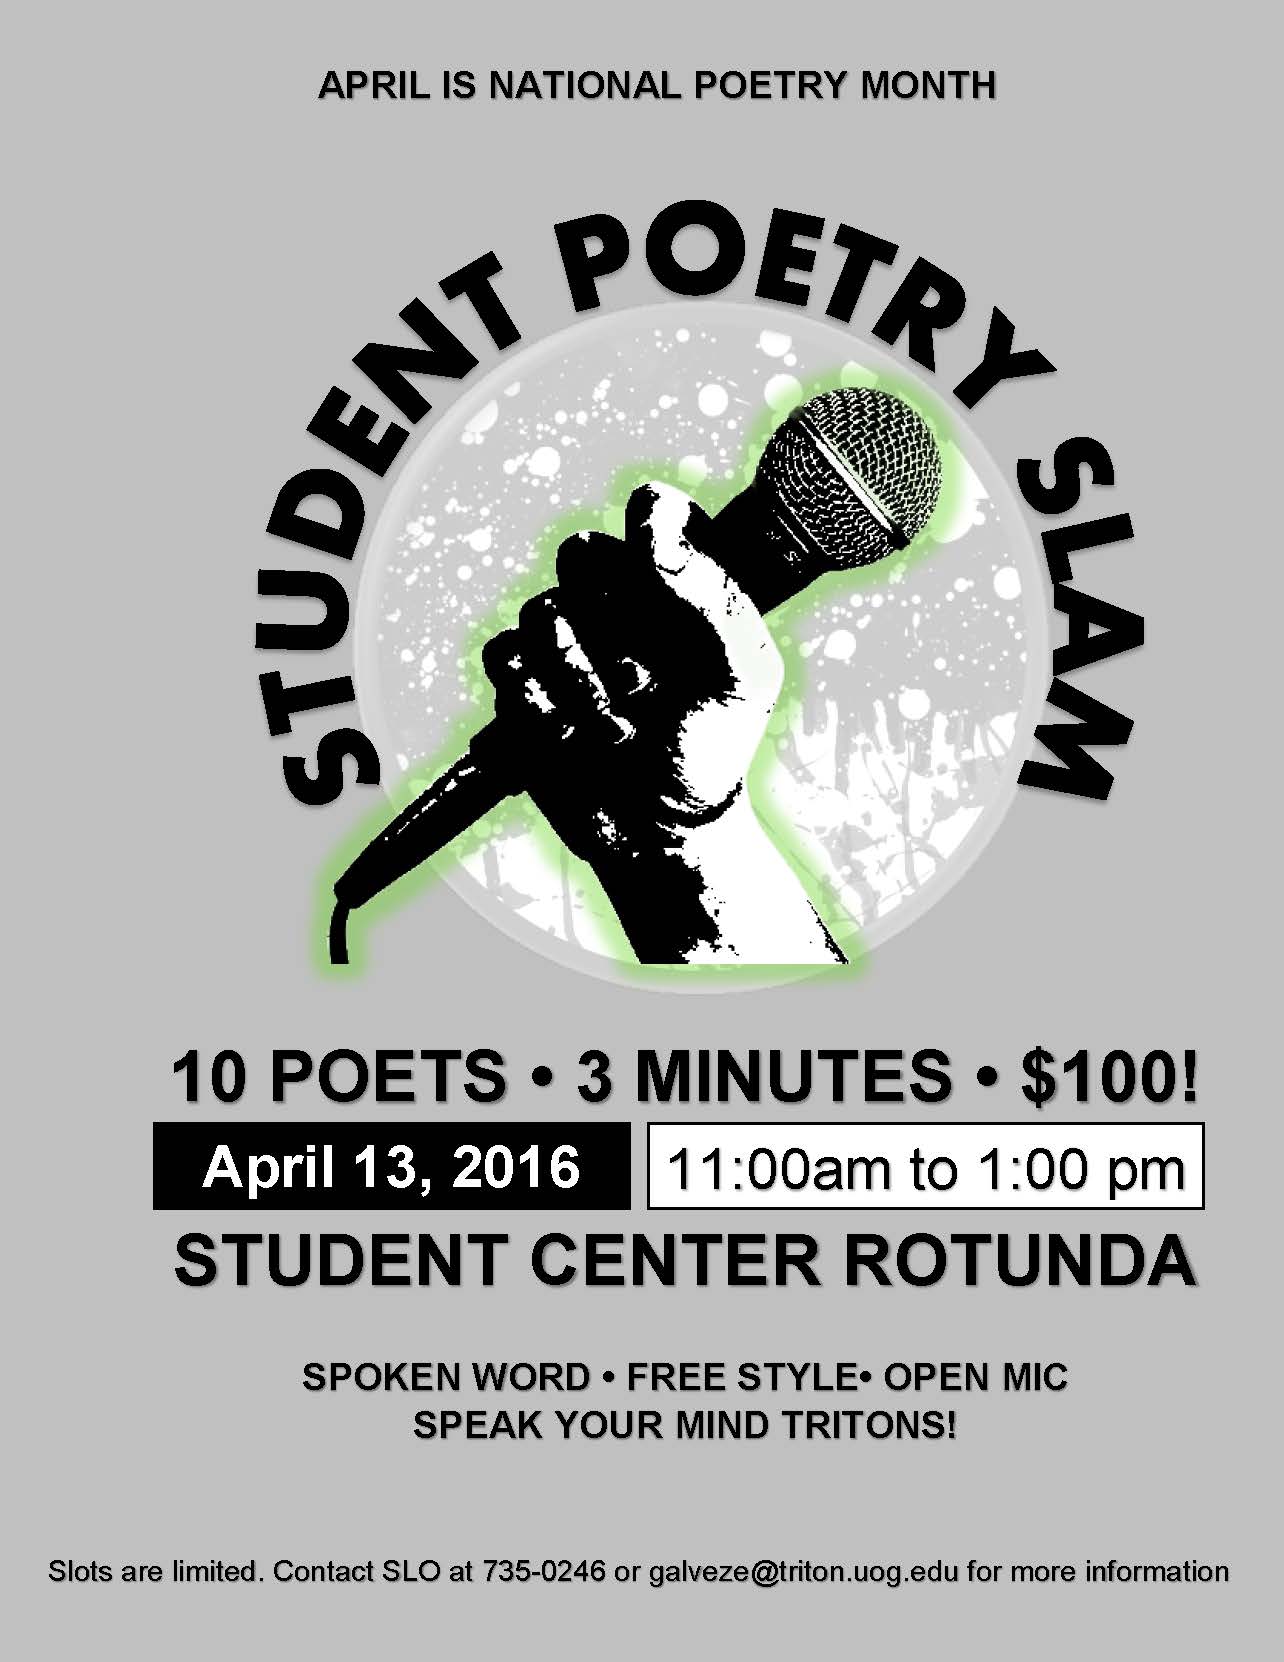 APRIL IS NATIONAL POETRY MONTH
STUDENT POETRY SLAM
10 POETS • 3 MINUTES • $100!
April 13, 2016
11:00am to 1:00 pm
STUDENT CENTER ROTUNDA
SPOKEN WORD • FREE STYLE• OPEN MIC
SPEAK YOUR MIND TRITONS!
Slots are limited. Contact SLO at 735-0246 or galveze@triton.uog.edu for more information